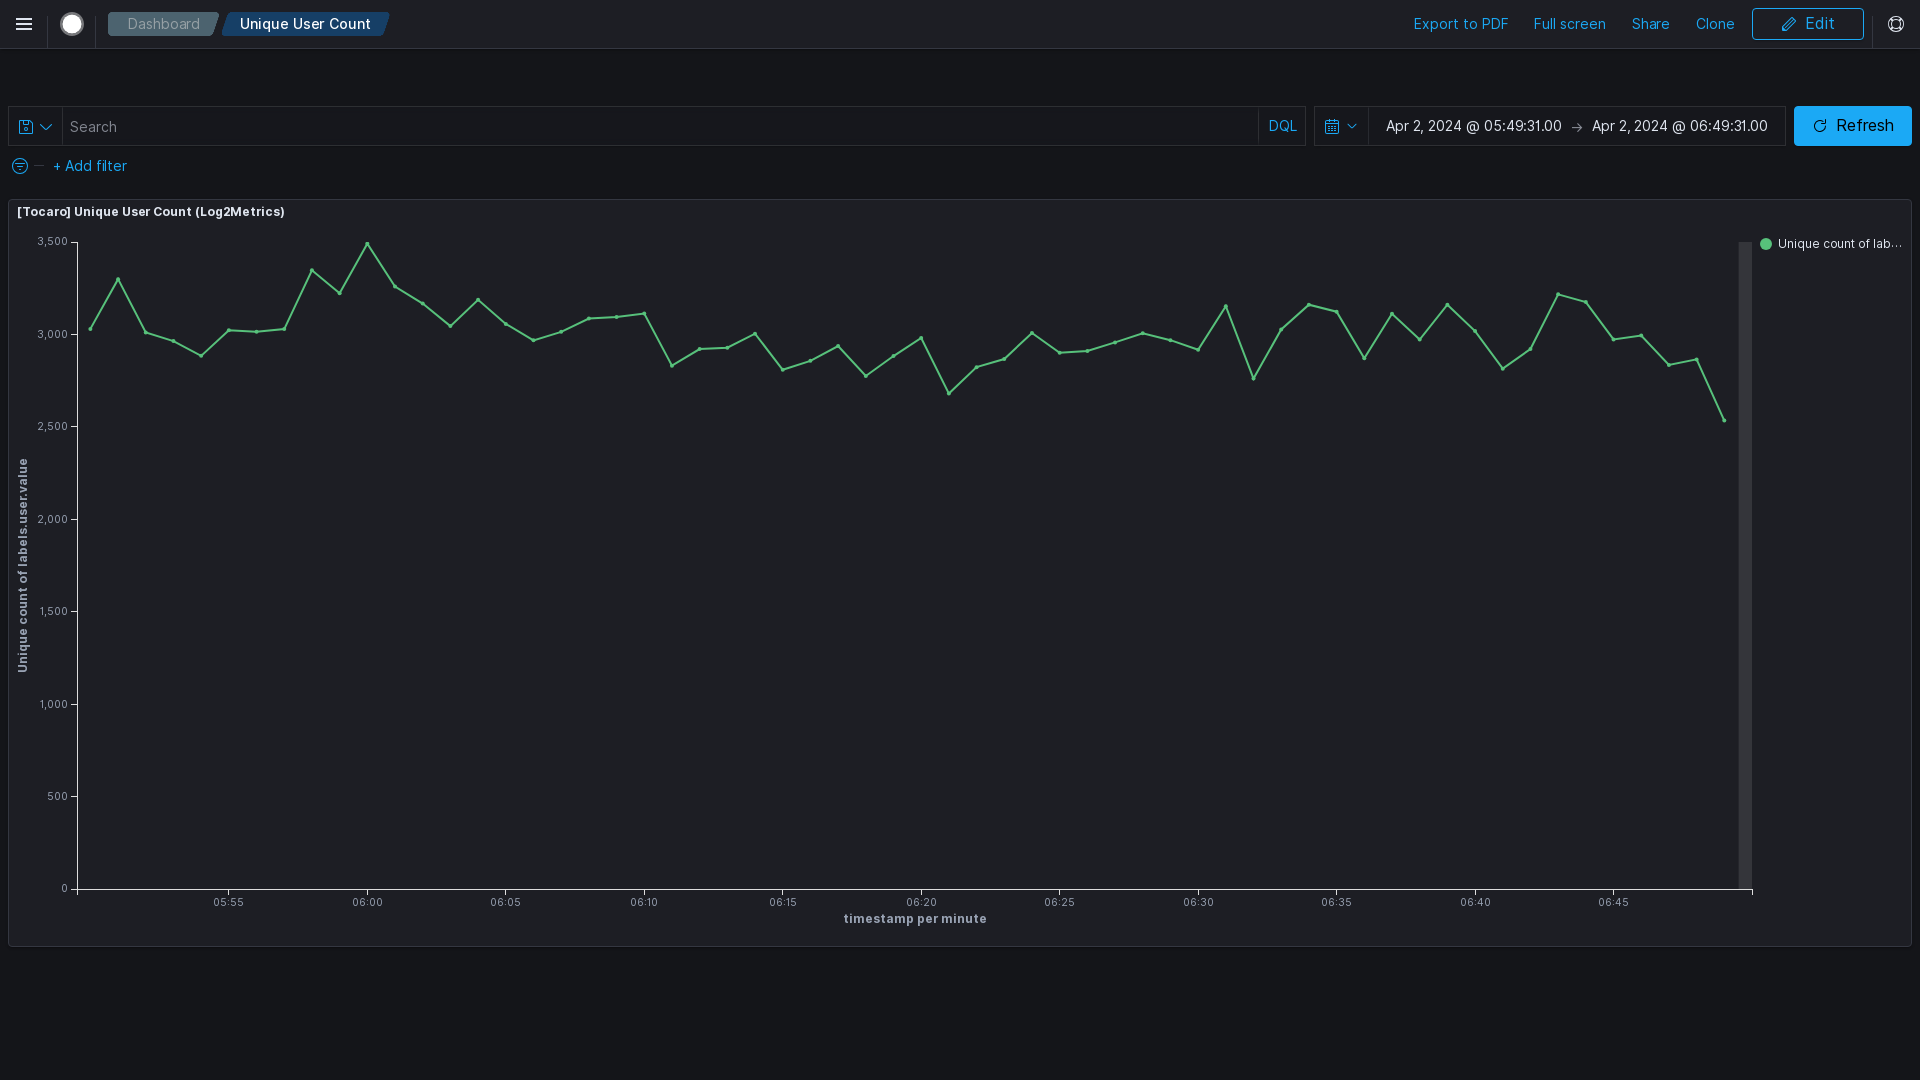 Dashboard
Unique User Count
Export to PDF
Full screen
Share
Clone
Edit
Search
DQL
Apr 2, 2024 @ 05:49:31.00 → Apr 2, 2024 @ 06:49:31.00
Refresh
+ Add filter
[Tocaro] Unique User Count (Log2Metrics)
Unique count of lab…
3,500
3,000
2,500
2,000
1,500
1,000
500
0
Unique count of labels.user.value
05:55
06:00
06:05
06:10
06:15
06:20
06:25
06:30
06:35
06:40
06:45
timestamp per minute